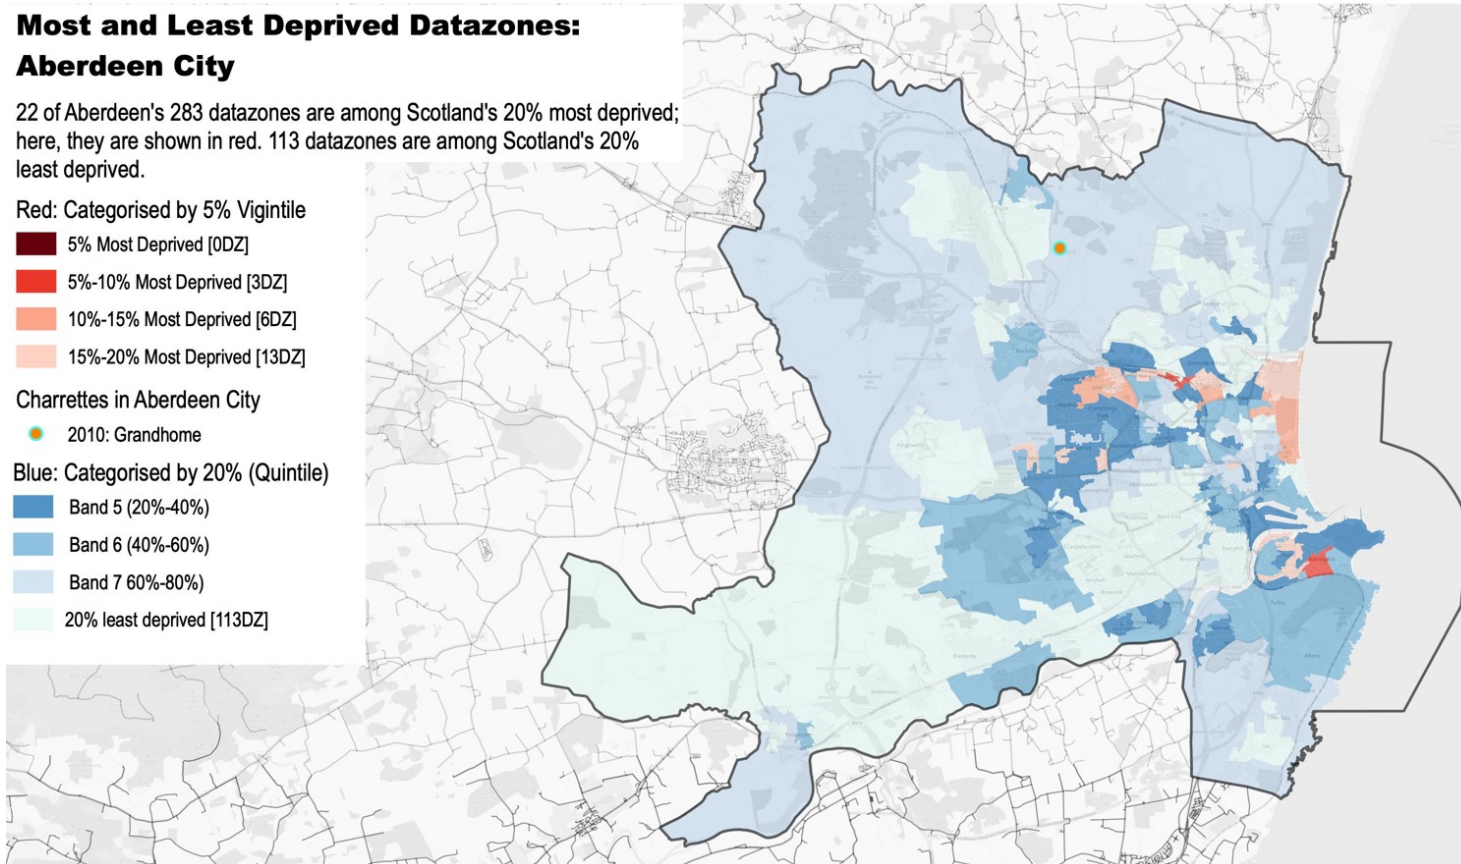 Most and Least Deprived Datazones:
Aberdeen City
22 of Aberdeen's 283 datazones are among Scotland's 20% most deprived;
here, they are shown in red. 113 datazones are among Scotland's 20%
least deprived.
Red: Categorised by 5% Vigintile
5% Most Deprived [0DZ]
5%-10% Most Deprived [3DZ]
10%-15% Most Deprived [6DZ]
15%-20% Most Deprived [13DZ]
Charrettes in Aberdeen City
2010: Grandhome
Blue: Categorised by 20% (Quintile)
Band 5 (20%-40%)
Band 6 (40%-60%)
Band 7 60%-80%)
20% least deprived [113DZ]